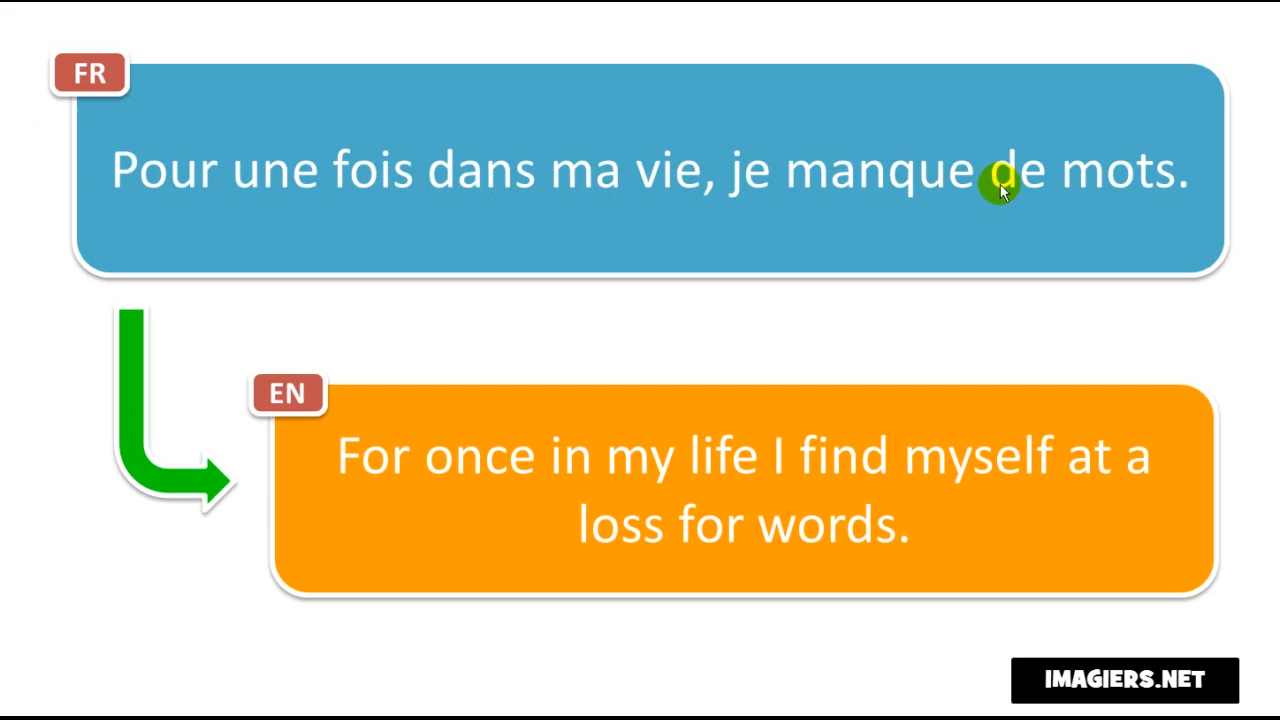 FR
Pour une fois dans ma vie, je manque de mots.
EN
For once in my life I find myself at a
loss for words.
IMAGIERS.NET